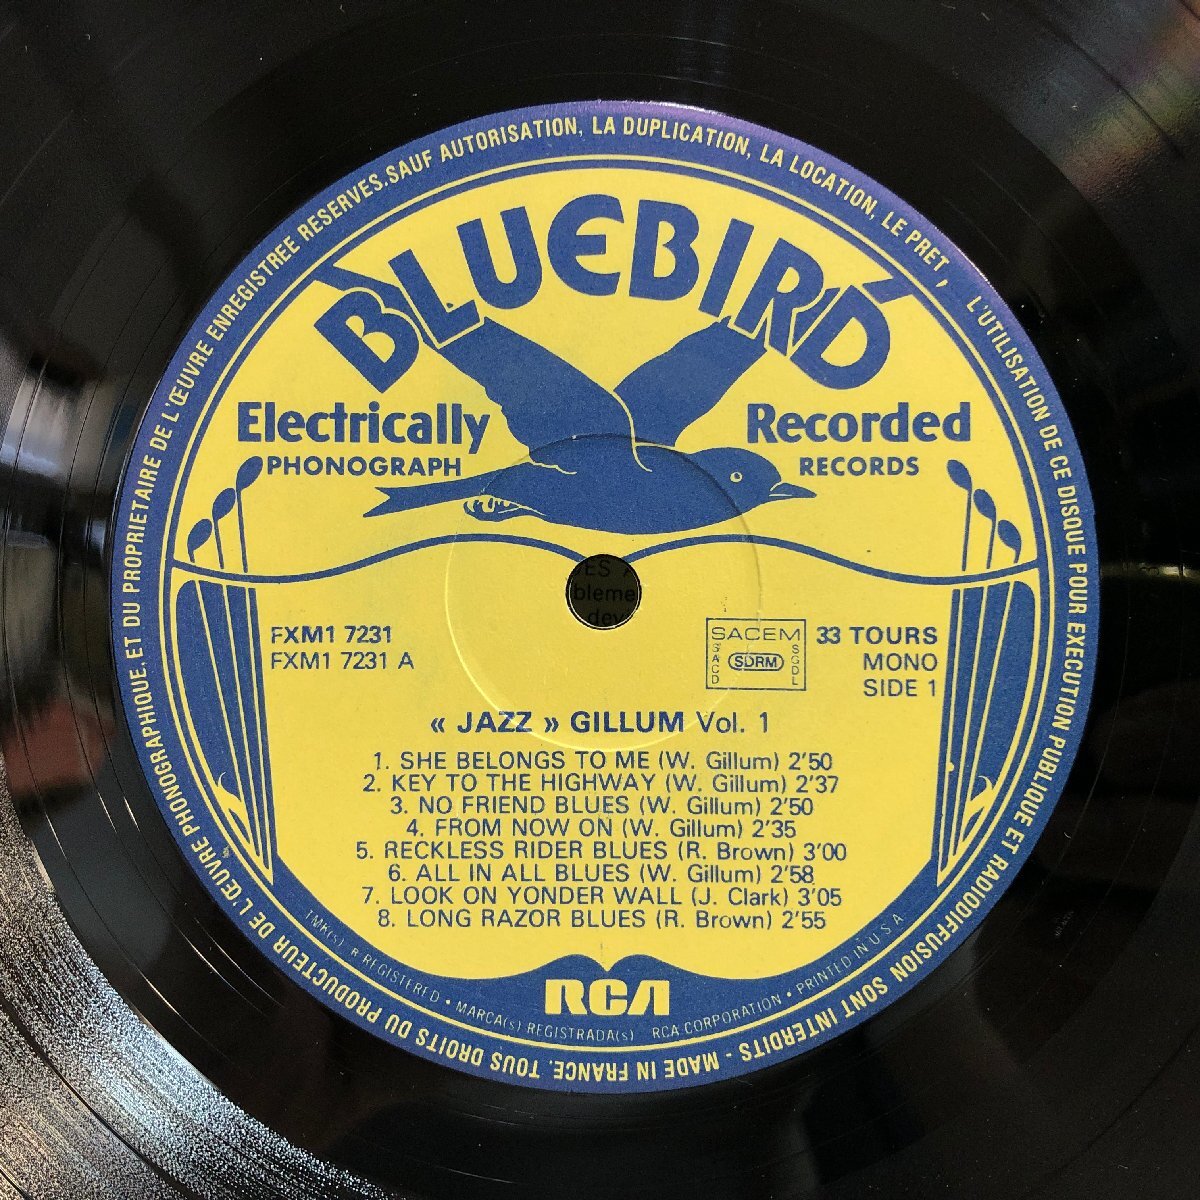 TOUS DROITS DU PRODUCTEUR DE L'ŒUVRE PHONOGRAPHIQUE, ET DU PROPRIETAIRE DE L'ŒUVRE ENREGISTREE RESERVES. SAUF AUTORISATION, LA DUPLICATION, LA LOCATION, LE PRET, L'UTILISATION DE CE DISQUE POUR EXECUTION PUBLIQUE ET RADIODIFFUSION SONT INTERDITS - MADE IN FRANCE.
BLUEBIRD
Electrically Recorded
PHONOGRAPH RECORDS
ES
bleme
dev
FXM1 7231
FXM1 7231 A
SACEM
SACD
SDRM
SGDL
33 TOURS
MONO
SIDE 1
« JAZZ » GILLUM Vol. 1
1. SHE BELONGS TO ME (W. Gillum) 2'50
2. KEY TO THE HIGHWAY (W. Gillum) 2'37
3. NO FRIEND BLUES (W. Gillum) 2'50
4. FROM NOW ON (W. Gillum) 2'35
5. RECKLESS RIDER BLUES (R. Brown) 3'00
6. ALL IN ALL BLUES (W. Gillum) 2'58
7. LOOK ON YONDER WALL (J. Clark) 3'05
8. LONG RAZOR BLUES (R. Brown) 2'55
RCA
TMK(s) ® REGISTERED • MARCA(s) REGISTRADA(s) RCA CORPORATION • PRINTED IN U.S.A.